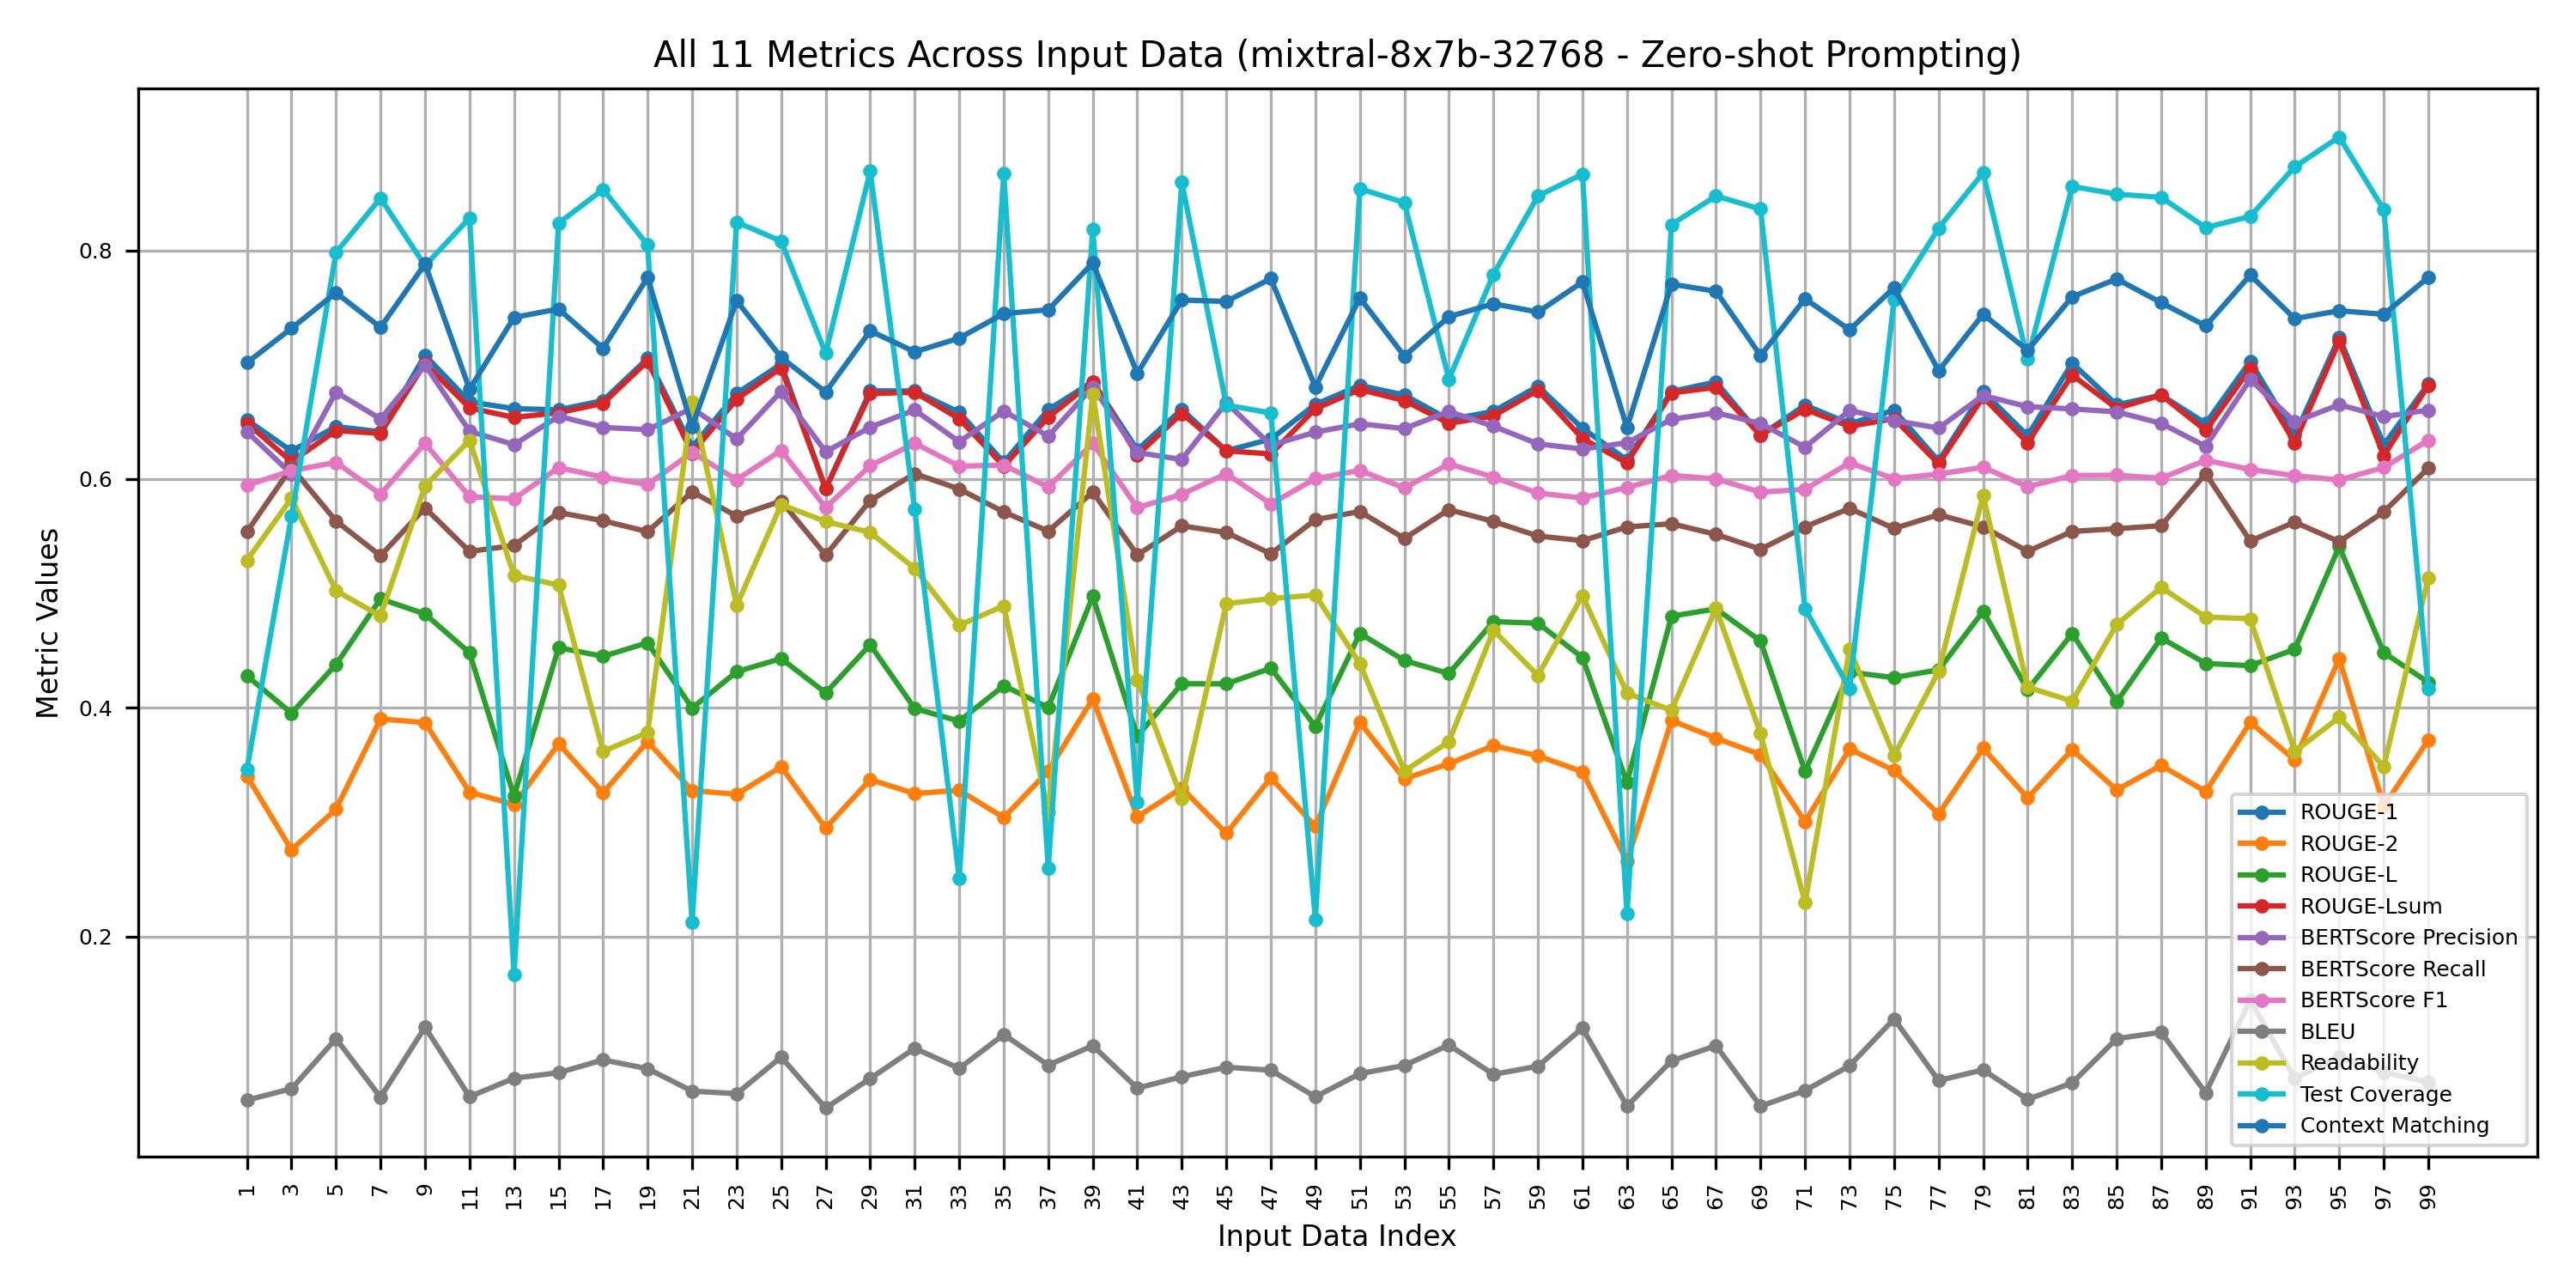 All 11 Metrics Across Input Data (mixtral-8x7b-32768 - Zero-shot Prompting)
Metric Values
0.8
0.6
0.4
0.2
ROUGE-1
ROUGE-2
ROUGE-L
ROUGE-Lsum
BERTScore Precision
BERTScore Recall
BERTScore F1
BLEU
Readability
Test Coverage
Context Matching
1 3 5 7 9 11 13 15 17 19 21 23 25 27 29 31 33 35 37 39 41 43 45 47 49 51 53 55 57 59 61 63 65 67 69 71 73 75 77 79 81 83 85 87 89 91 93 95 97 99
Input Data Index